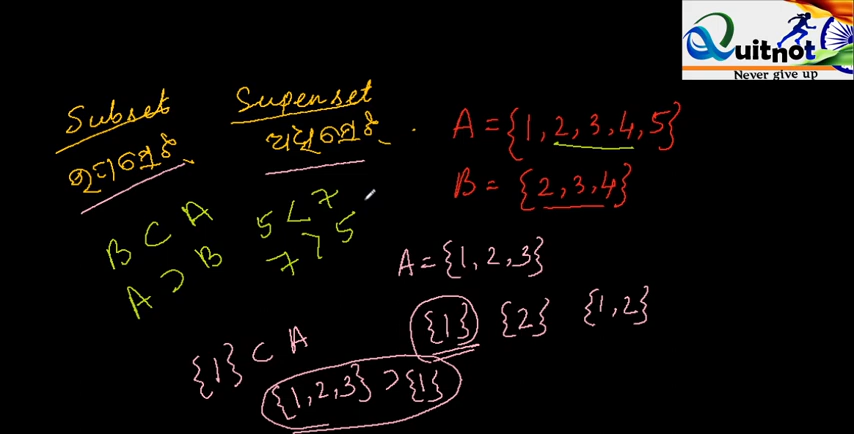 Quitnot
Never give up
Subset
Supenset
ଉପସେଟ୍
ଅଧିସେଟ୍
A = {1, 2, 3, 4, 5}
B = {2, 3, 4}
B ⊂ A
A ⊃ B
5 < 7
7 > 5
A = {1, 2, 3}
{1} {2} {1, 2}
{1} ⊂ A
{1, 2, 3} ⊃ {1}